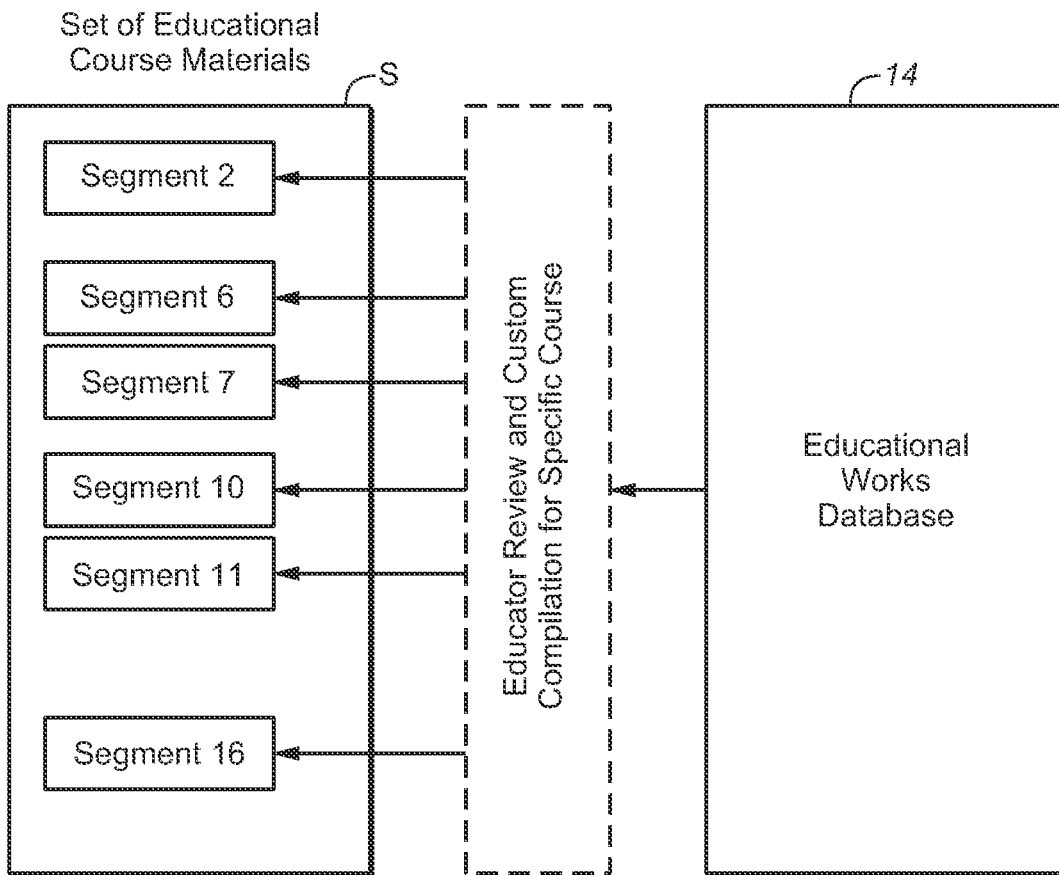 Set of Educational
Course Materials
S
14
Segment 2
Segment 6
Segment 7
Segment 10
Segment 11
Segment 16
Educator Review and Custom
Compilation for Specific Course
Educational
Works
Database